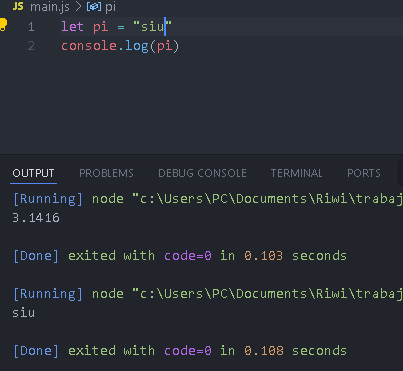 JS main.js > pi
1 let pi = "siu"
2 console.log(pi)
OUTPUT PROBLEMS DEBUG CONSOLE TERMINAL PORTS
[Running] node "c:\Users\PC\Documents\Riwi\trabaj
3.1416
[Done] exited with code=0 in 0.103 seconds
[Running] node "c:\Users\PC\Documents\Riwi\trabaj
siu
[Done] exited with code=0 in 0.108 seconds